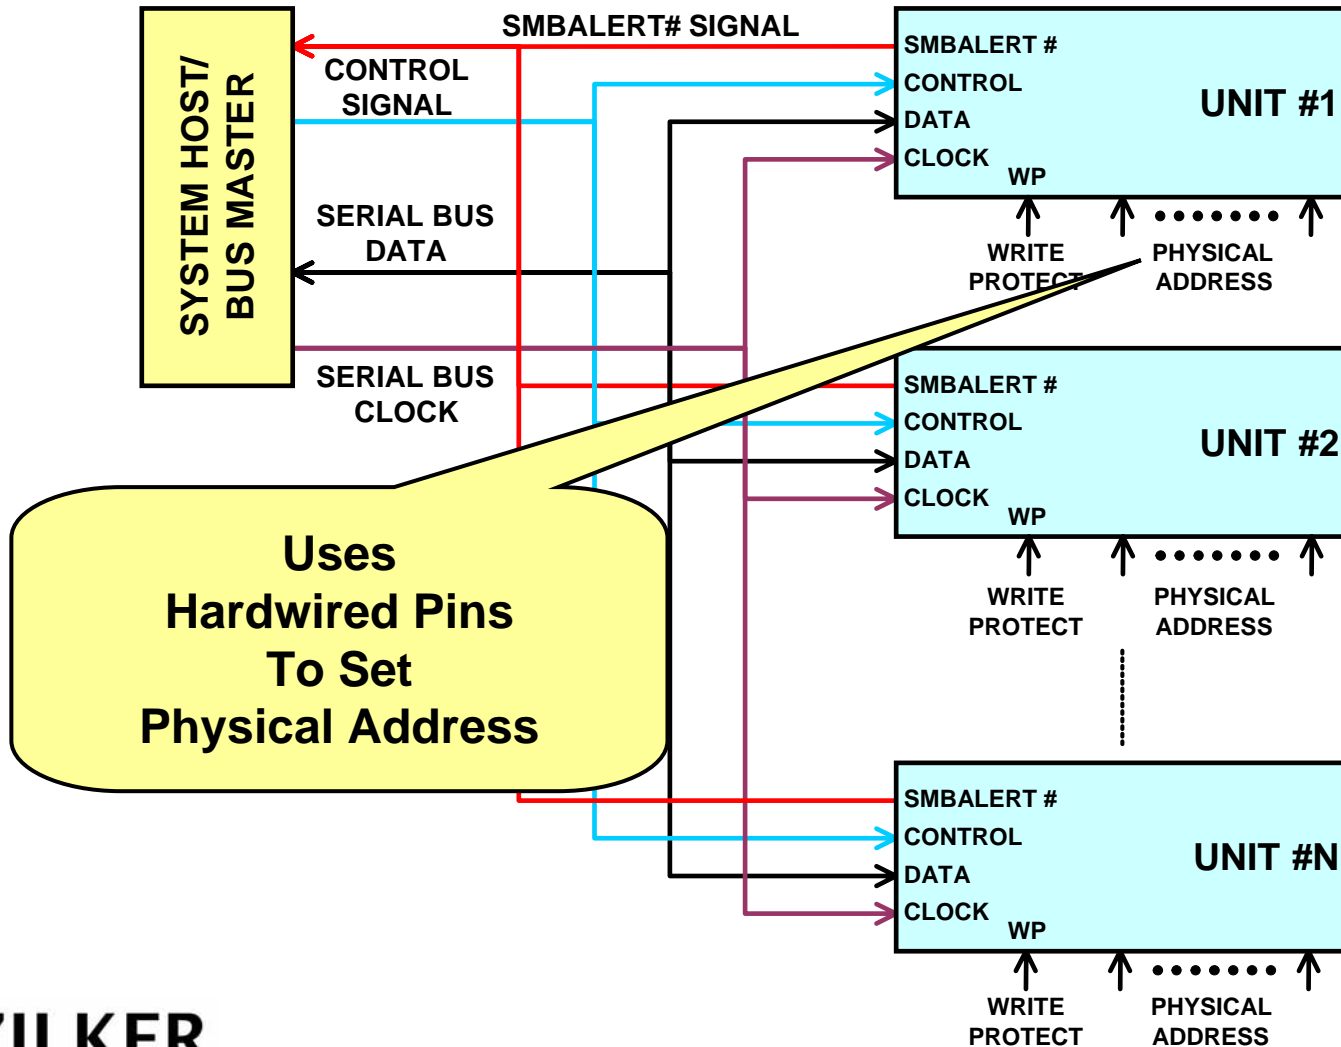 SYSTEM HOST/
BUS MASTER
SMBALERT# SIGNAL
CONTROL
SIGNAL
SERIAL BUS
DATA
SERIAL BUS
CLOCK
SMBALERT #
CONTROL
DATA
CLOCK
WP
UNIT #1
WRITE
PROTECT
PHYSICAL
ADDRESS
SMBALERT #
CONTROL
DATA
CLOCK
WP
UNIT #2
WRITE
PROTECT
PHYSICAL
ADDRESS
Uses
Hardwired Pins
To Set
Physical Address
SMBALERT #
CONTROL
DATA
CLOCK
WP
UNIT #N
WRITE
PROTECT
PHYSICAL
ADDRESS
ZILKER